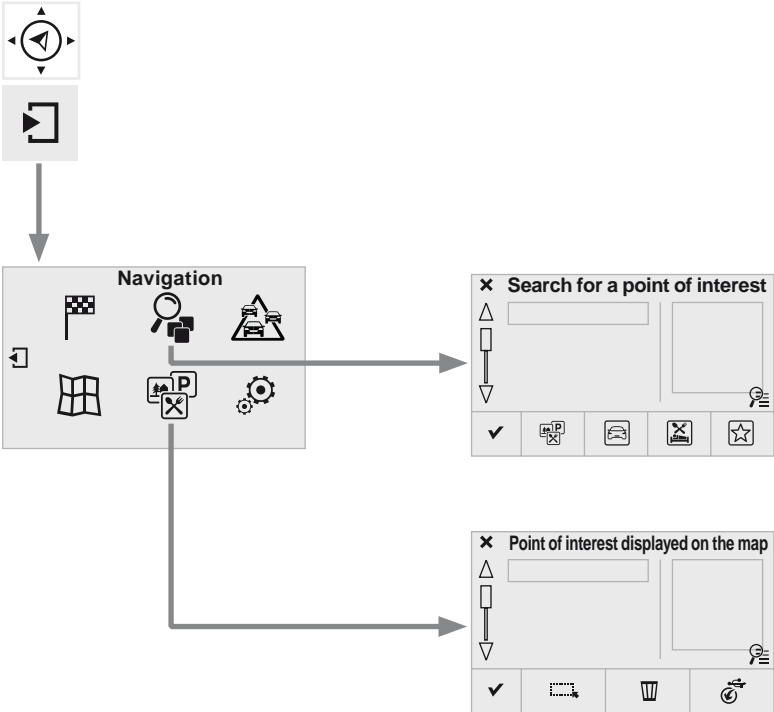 Navigation
P
Search for a point of interest
P
Point of interest displayed on the map